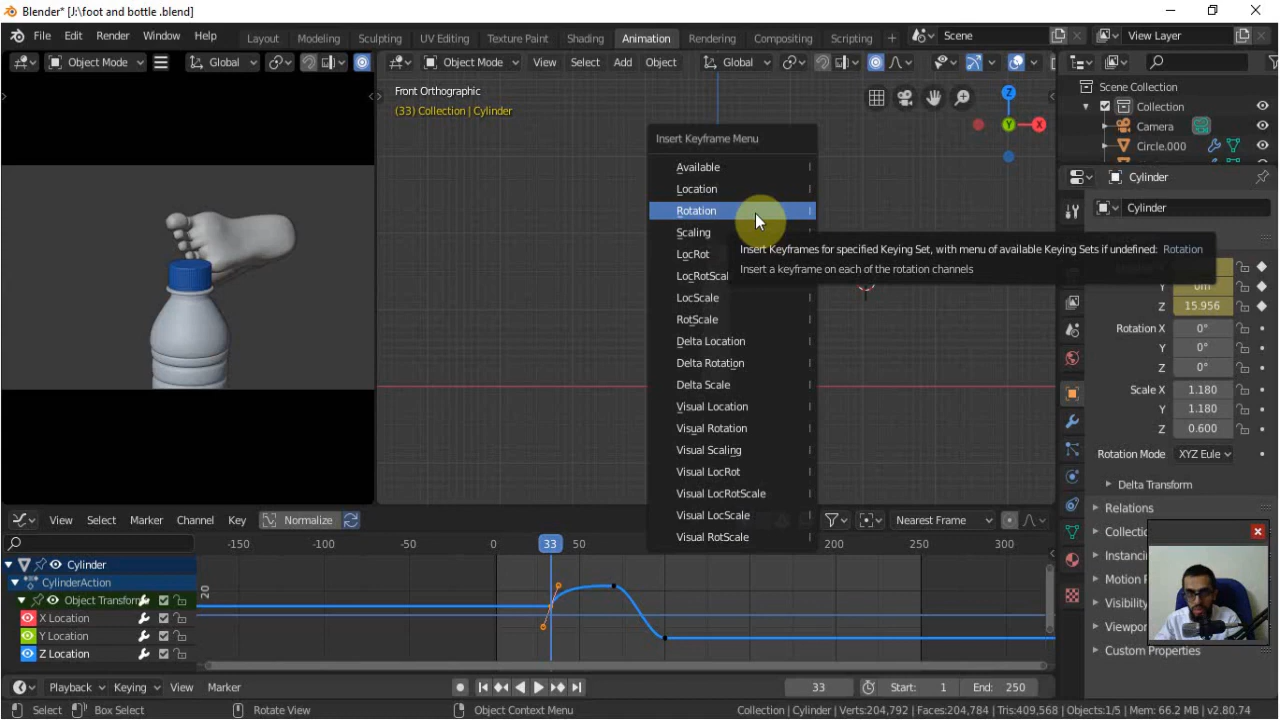 Blender* [J:\foot and bottle .blend]
File Edit Render Window Help Layout Modeling Sculpting UV Editing Texture Paint Shading Animation Rendering Compositing Scripting + Scene View Layer
Object Mode Global Object Mode View Select Add Object Global
Front Orthographic
(33) Collection | Cylinder
Z
Y
X
Scene Collection
Collection
Camera
Circle.000
Insert Keyframe Menu
Available I
Location I
Rotation I
Scaling I
LocRot
LocRotScal
LocScale I
RotScale I
Delta Location I
Delta Rotation I
Delta Scale I
Visual Location I
Visual Rotation I
Visual Scaling I
Visual LocRot I
Visual LocRotScale I
Visual LocScale I
Visual RotScale I
Insert Keyframes for specified Keying Set, with menu of available Keying Sets if undefined: Rotation
Insert a keyframe on each of the rotation channels
Cylinder
Cylinder
Y 0m
Z 15.956
Rotation X 0°
Y 0°
Z 0°
Scale X 1.180
Y 1.180
Z 0.600
Rotation Mode XYZ Eule
Delta Transform
Relations
Collecti
Instancin
Motion P
Visibility
Viewpor
Custom Properties
View Select Marker Channel Key Normalize Nearest Frame
-150 -100 -50 0 33 50 200 250 300
20
Cylinder
CylinderAction
Object Transform
X Location
Y Location
Z Location
Playback Keying View Marker 33 Start: 1 End: 250
Select Box Select Rotate View Object Context Menu Collection | Cylinder | Verts:204,792 | Faces:204,784 | Tris:409,568 | Objects:1/5 | Mem: 66.2 MB | v2.80.74